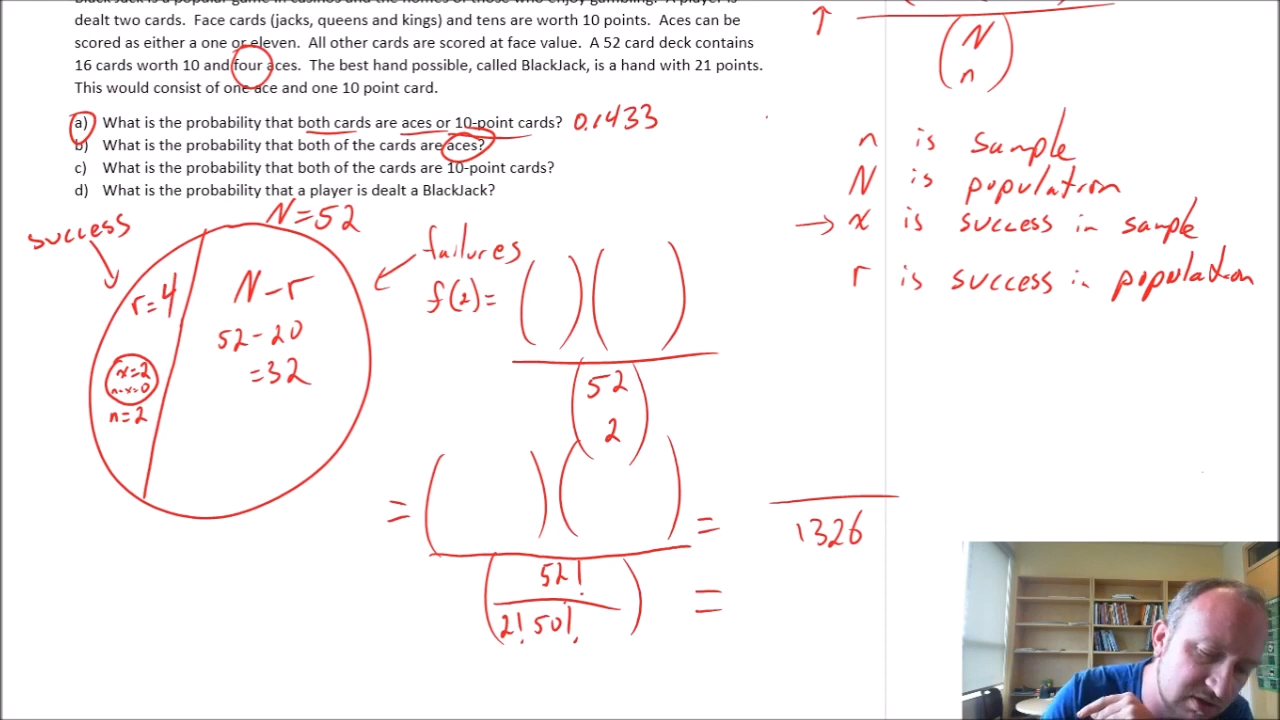 Black Jack is a popular game in casinos and the homes of those who enjoy gambling. A player is
dealt two cards. Face cards (jacks, queens and kings) and tens are worth 10 points. Aces can be
scored as either a one or eleven. All other cards are scored at face value. A 52 card deck contains
16 cards worth 10 and four aces. The best hand possible, called BlackJack, is a hand with 21 points.
This would consist of one ace and one 10 point card.
a) What is the probability that both cards are aces or 10-point cards? 0.1433
b) What is the probability that both of the cards are aces?
c) What is the probability that both of the cards are 10-point cards?
d) What is the probability that a player is dealt a BlackJack?
(N
n)
n is sample
N is population
→ x is success in sample
r is success in population
success
N=52
failures
r=4
N-r
52-20
=32
x=2
n-x=0
n=2
f(2)= ( ) ( )
(52
2)
= ( ) ( ) =
1326
(52!
2! 50!) =